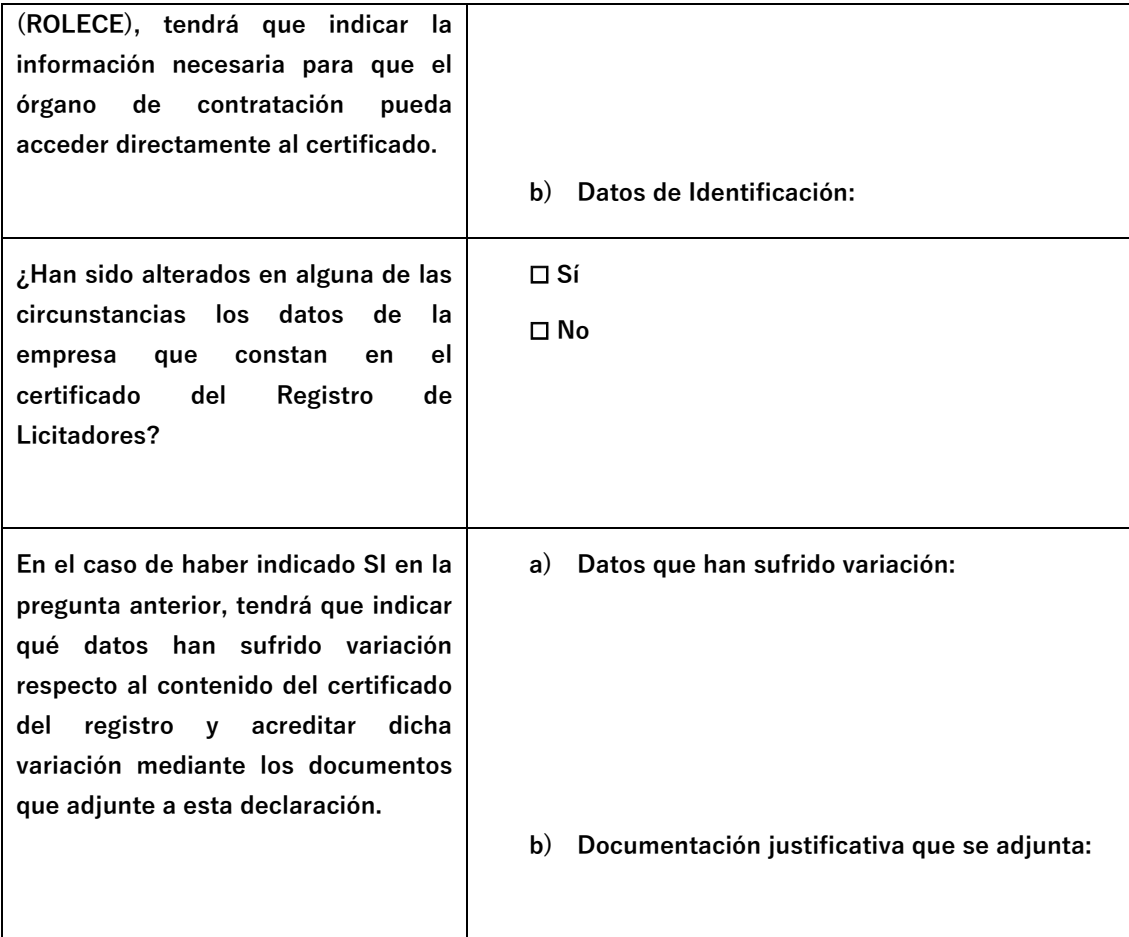 (ROLECE), tendrá que indicar la
información necesaria para que el
órgano de contratación pueda
acceder directamente al certificado.
b) Datos de Identificación:
¿Han sido alterados en alguna de las
circunstancias los datos de la
empresa que constan en el
certificado del Registro de
Licitadores?
☐ Sí
☐ No
En el caso de haber indicado SI en la
pregunta anterior, tendrá que indicar
qué datos han sufrido variación
respecto al contenido del certificado
del registro y acreditar dicha
variación mediante los documentos
que adjunte a esta declaración.
a) Datos que han sufrido variación:
b) Documentación justificativa que se adjunta: